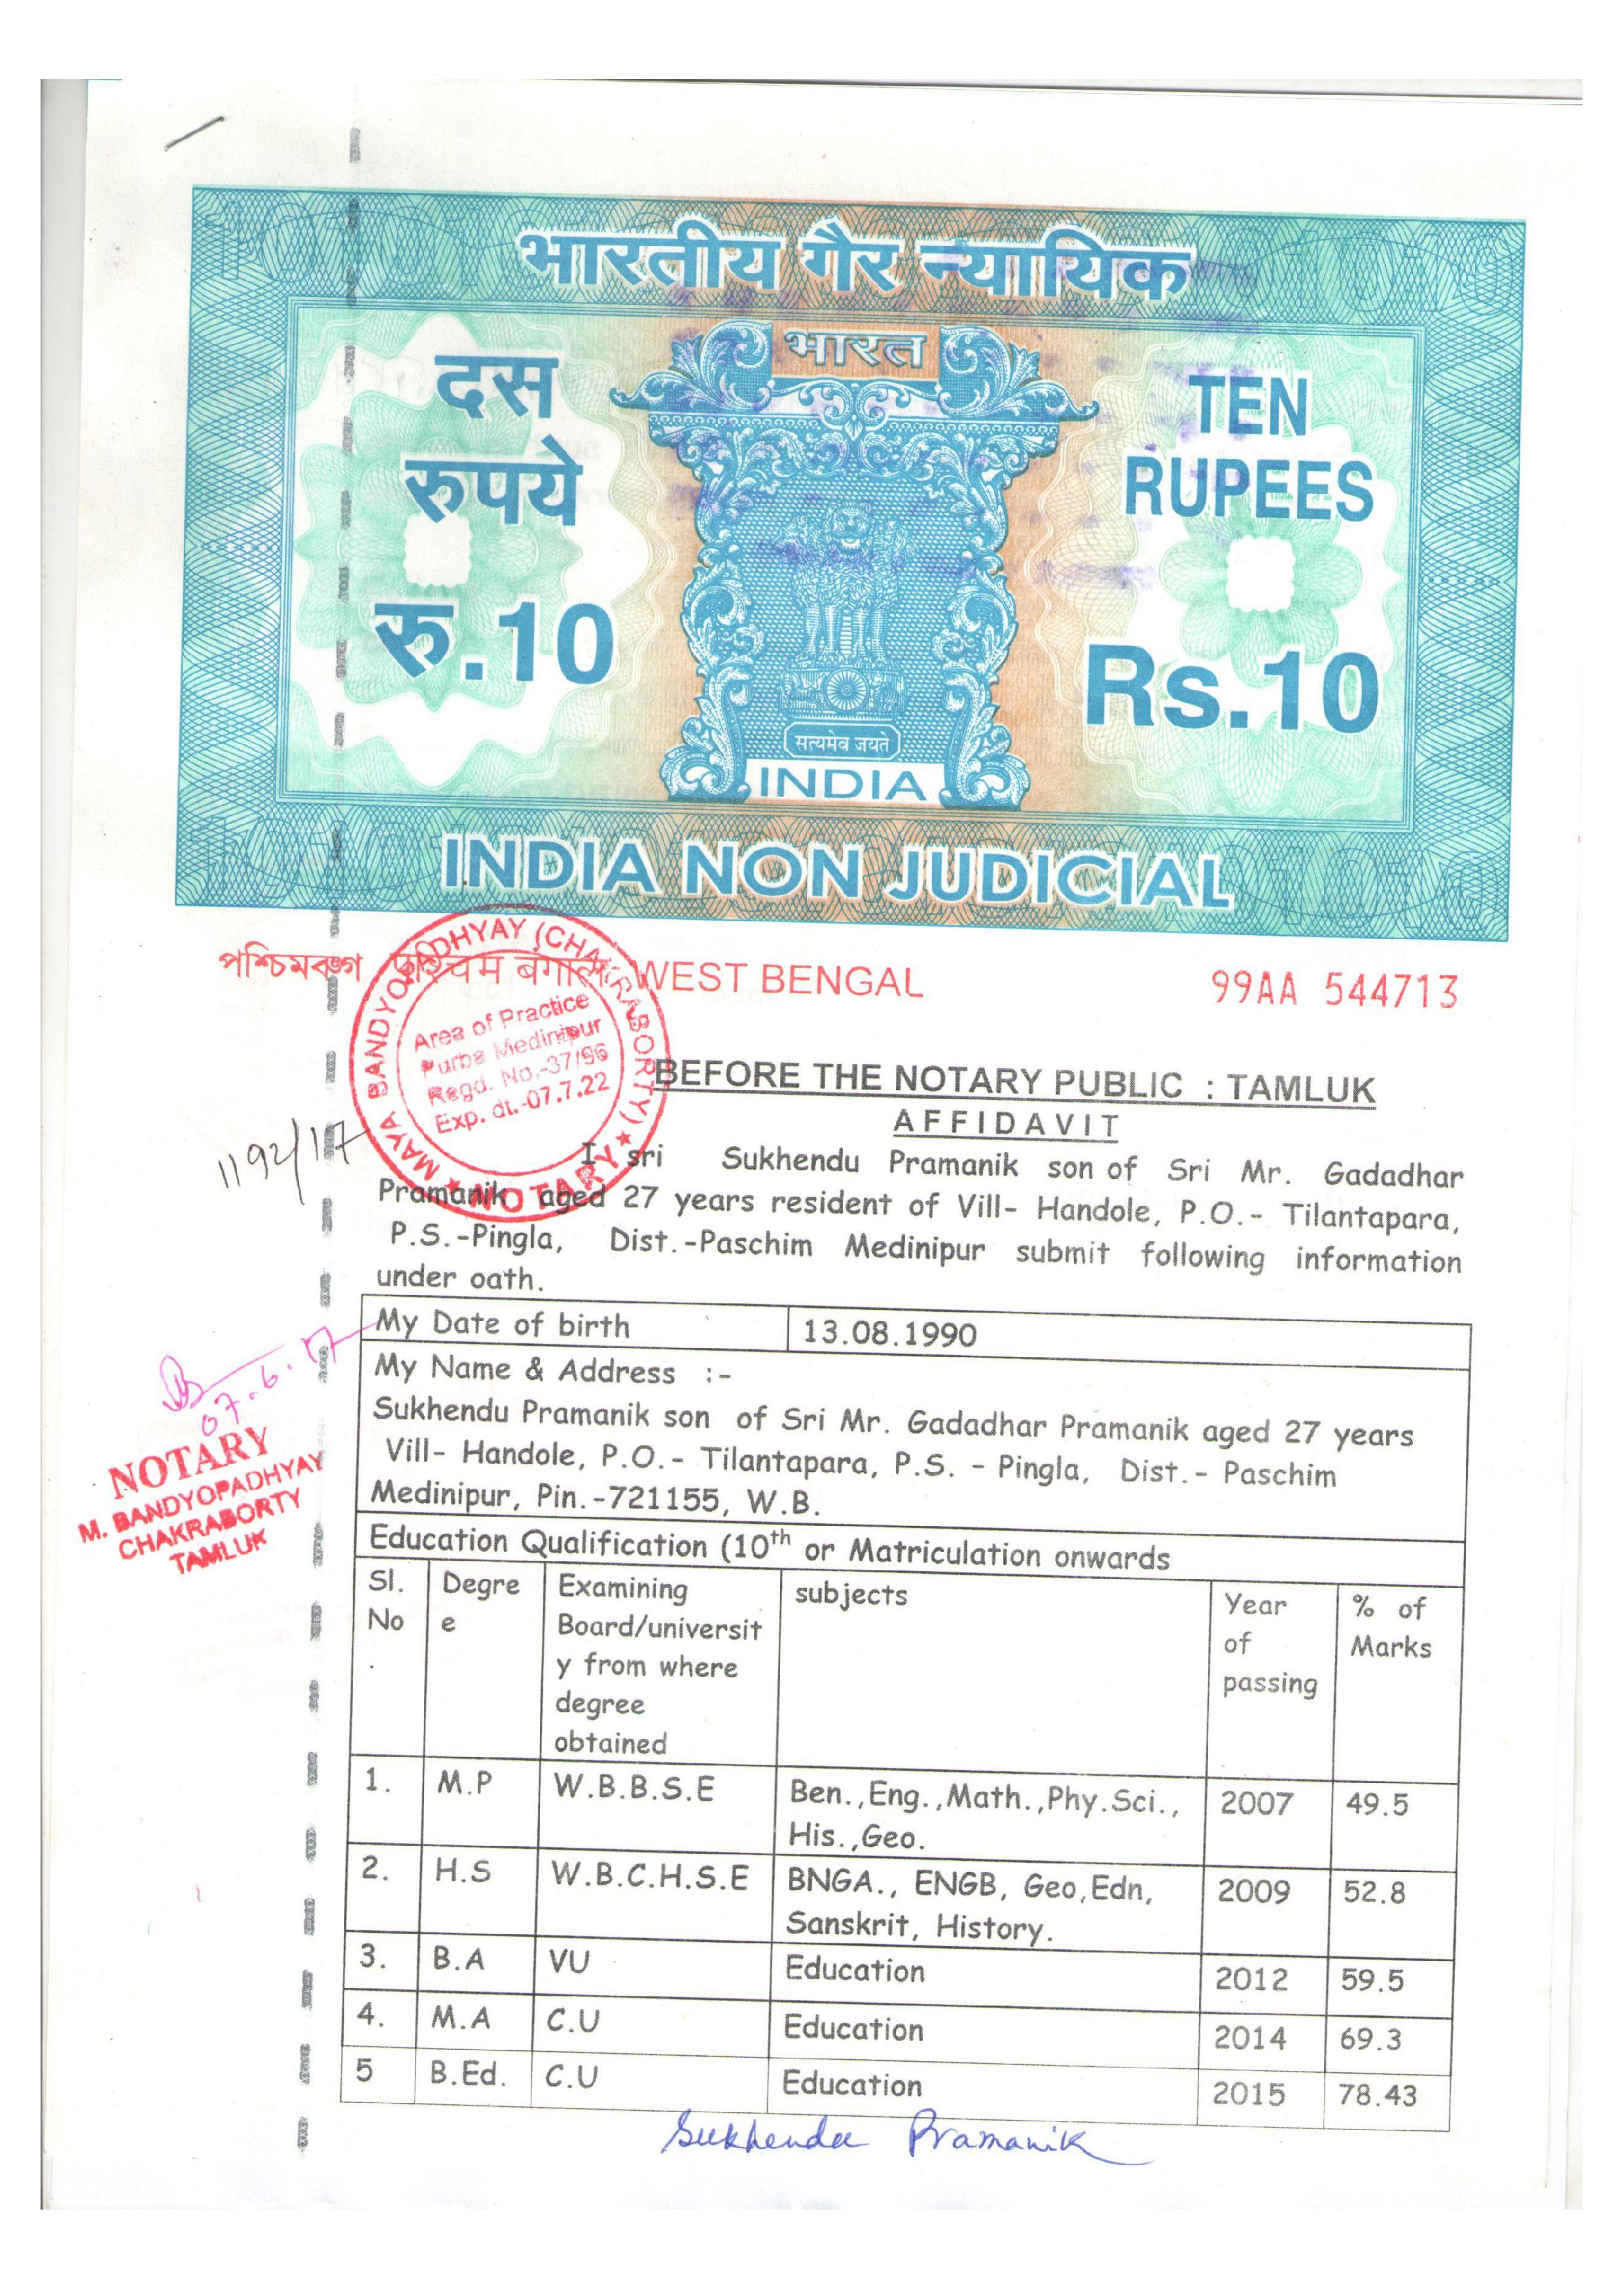 भारतीय गैर न्यायिक
भारत
दस
रुपये
रु.10
TEN
RUPEES
Rs.10
सत्यमेव जयते
INDIA
INDIA NON JUDICIAL
পশ্চিমবঙ্গ पश्चिम बंगाल WEST BENGAL
99AA 544713
MAYA BANDYOPADHYAY (CHAKRABORTY)
★ NOTARY ★
Area of Practice
Purba Medinipur
Regd. No.-37/96
Exp. dt.-07.7.22
1192/17
BEFORE THE NOTARY PUBLIC : TAMLUK
AFFIDAVIT
I sri Sukhendu Pramanik son of Sri Mr. Gadadhar
Pramanik aged 27 years resident of Vill- Handole, P.O.- Tilantapara,
P.S.-Pingla, Dist.-Paschim Medinipur submit following information
under oath.
My Date of birth 13.08.1990
My Name & Address :-
Sukhendu Pramanik son of Sri Mr. Gadadhar Pramanik aged 27 years
Vill- Handole, P.O.- Tilantapara, P.S. - Pingla, Dist.- Paschim
Medinipur, Pin.-721155, W.B.
07.6.17
NOTARY
M. BANDYOPADHYAY
CHAKRABORTY
TAMLUK
Education Qualification (10th or Matriculation onwards
Sl. No. Degree Examining Board/university from where degree obtained subjects Year of passing % of Marks
1. M.P W.B.B.S.E Ben.,Eng.,Math.,Phy.Sci., His.,Geo. 2007 49.5
2. H.S W.B.C.H.S.E BNGA., ENGB, Geo,Edn, Sanskrit, History. 2009 52.8
3. B.A VU Education 2012 59.5
4. M.A C.U Education 2014 69.3
5 B.Ed. C.U Education 2015 78.43
Sukhendu Pramanik